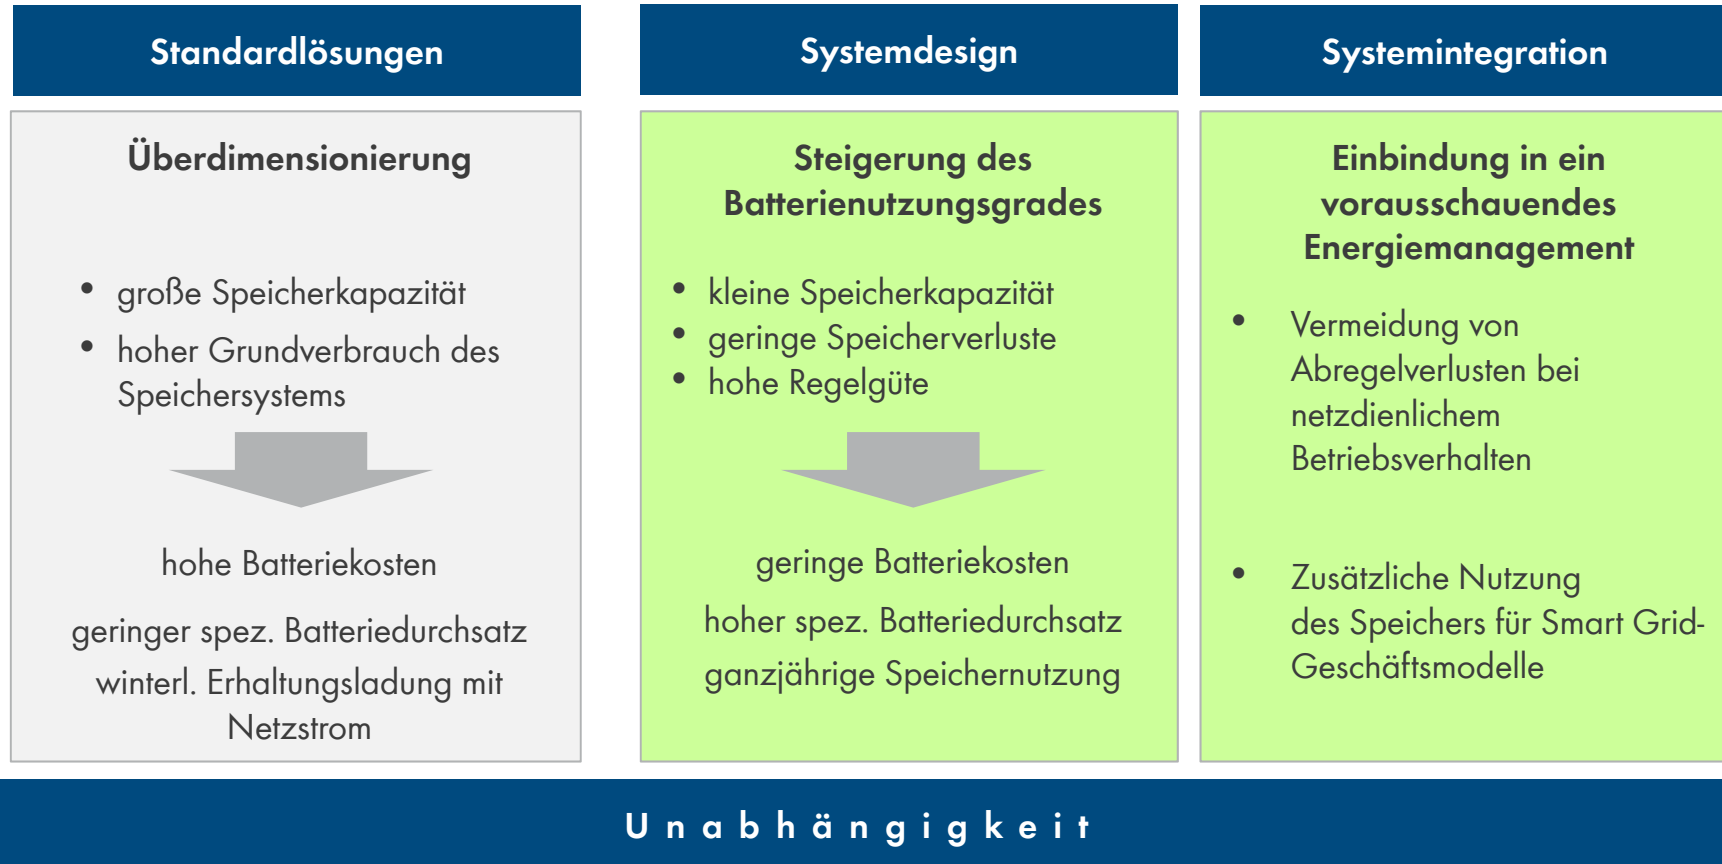 Standardlösungen
Überdimensionierung
• große Speicherkapazität
• hoher Grundverbrauch des
Speichersystems
hohe Batteriekosten
geringer spez. Batteriedurchsatz
winterl. Erhaltungsladung mit
Netzstrom
Systemdesign
Steigerung des
Batterienutzungsgrades
• kleine Speicherkapazität
• geringe Speicherverluste
• hohe Regelgüte
geringe Batteriekosten
hoher spez. Batteriedurchsatz
ganzjährige Speichernutzung
Systemintegration
Einbindung in ein
vorausschauendes
Energiemanagement
• Vermeidung von
Abregelverlusten bei
netzdienlichem
Betriebsverhalten
• Zusätzliche Nutzung
des Speichers für Smart Grid-
Geschäftsmodelle
Unabhängigkeit